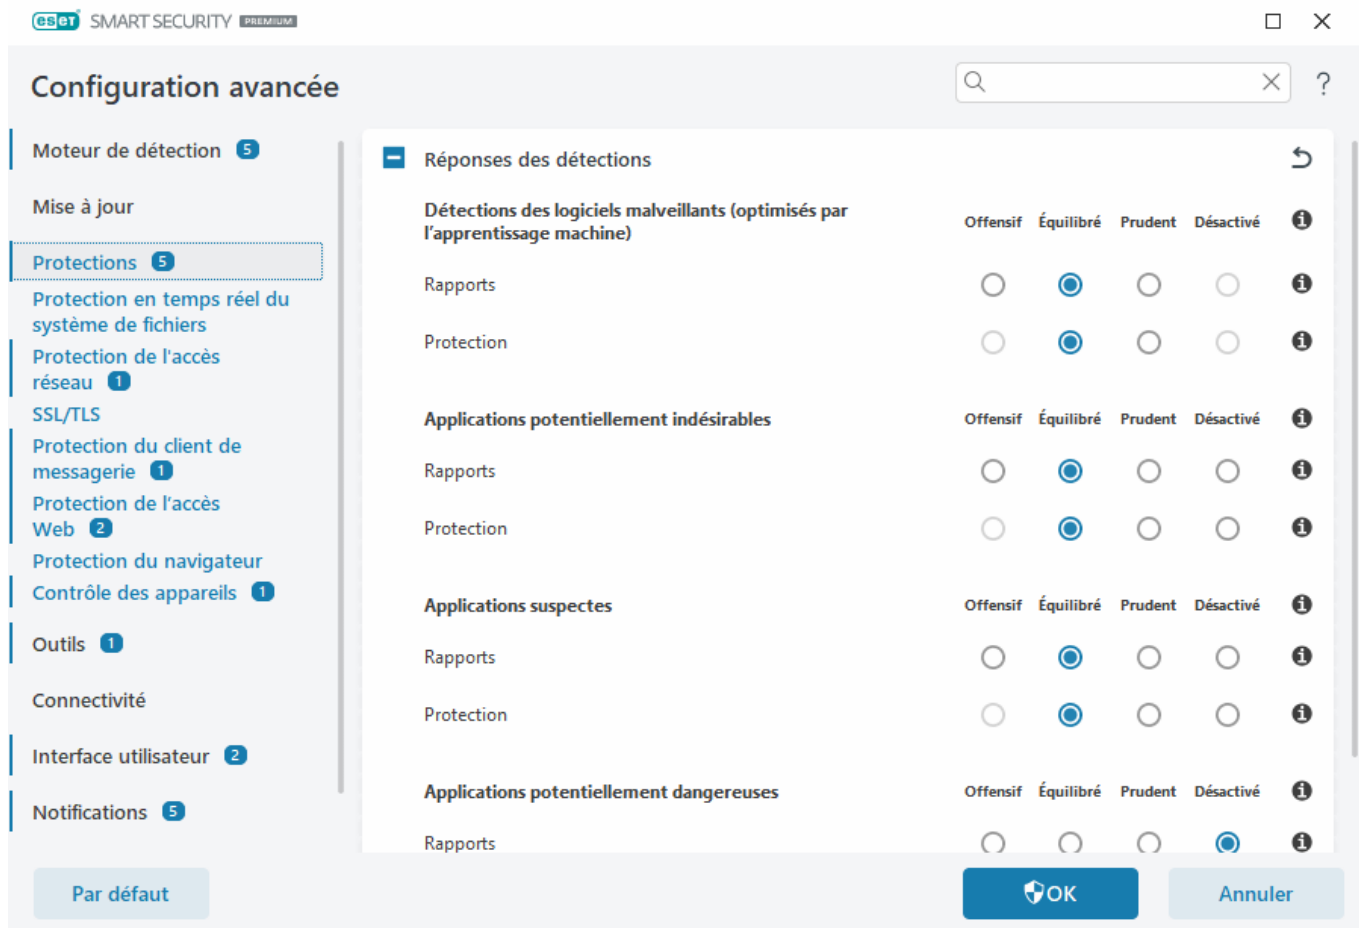 eseT SMART SECURITY PREMIUM
Configuration avancée
?
Moteur de détection 5
Mise à jour
Protections 5
Protection en temps réel du
système de fichiers
Protection de l'accès
réseau 1
SSL/TLS
Protection du client de
messagerie 1
Protection de l'accès
Web 2
Protection du navigateur
Contrôle des appareils 1
Outils 1
Connectivité
Interface utilisateur 2
Notifications 5
Réponses des détections
Détections des logiciels malveillants (optimisés par
l'apprentissage machine)
Offensif Équilibré Prudent Désactivé
Rapports
Protection
Applications potentiellement indésirables
Offensif Équilibré Prudent Désactivé
Rapports
Protection
Applications suspectes
Offensif Équilibré Prudent Désactivé
Rapports
Protection
Applications potentiellement dangereuses
Offensif Équilibré Prudent Désactivé
Rapports
Par défaut
OK
Annuler